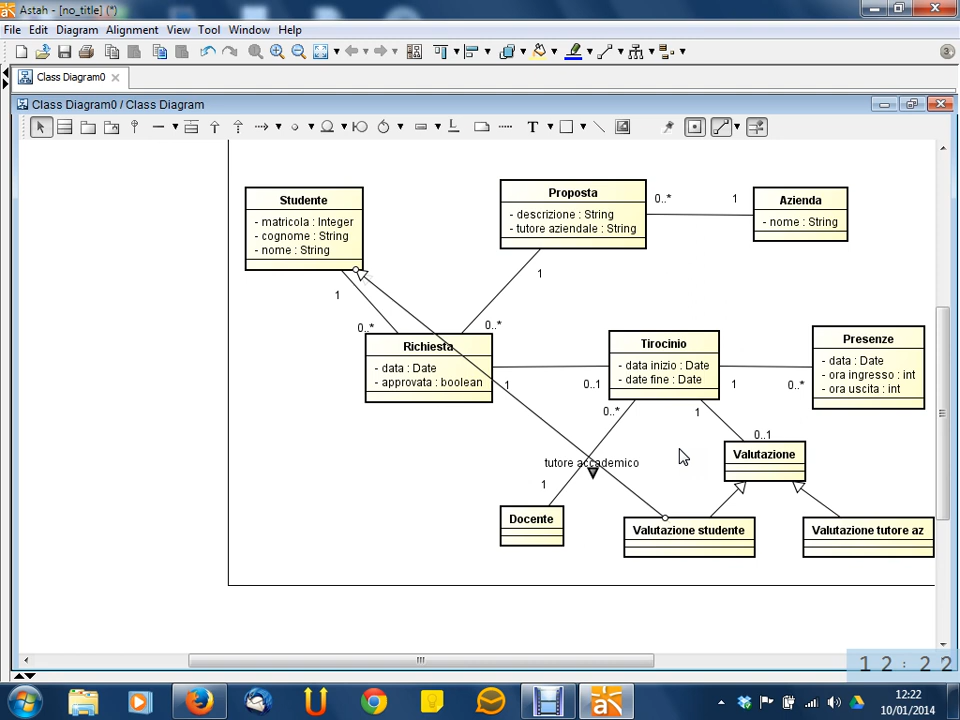 Astah - [no_title] (*)
File Edit Diagram Alignment View Tool Window Help
3
Class Diagram0
Class Diagram0 / Class Diagram
T
Studente
- matricola : Integer
- cognome : String
- nome : String
Proposta
- descrizione : String
- tutore aziendale : String
0..*
1
Azienda
- nome : String
1
1
0..*
0..*
Richiesta
- data : Date
- approvata : boolean
1
0..1
Tirocinio
- data inizio : Date
- date fine : Date
1
0..*
Presenze
- data : Date
- ora ingresso : int
- ora uscita : int
0..*
1
0..1
tutore accademico
1
Valutazione
Docente
Valutazione studente
Valutazione tutore az
12:22
12:22
10/01/2014